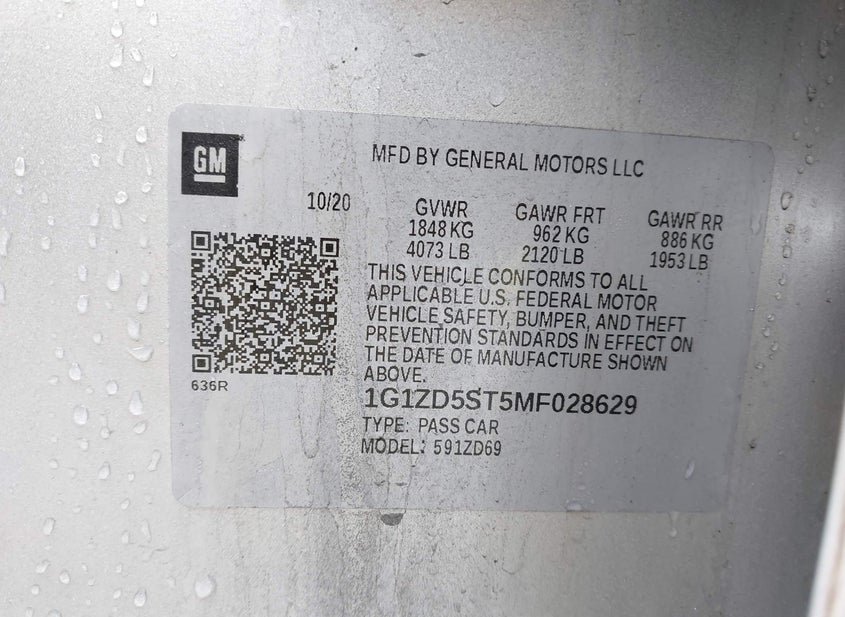 GM
MFD BY GENERAL MOTORS LLC
10/20
GVWR GAWR FRT GAWR RR
1848 KG 962 KG 886 KG
4073 LB 2120 LB 1953 LB
THIS VEHICLE CONFORMS TO ALL
APPLICABLE U.S. FEDERAL MOTOR
VEHICLE SAFETY, BUMPER, AND THEFT
PREVENTION STANDARDS IN EFFECT ON
THE DATE OF MANUFACTURE SHOWN
ABOVE.
636R
1G1ZD5ST5MF028629
TYPE: PASS CAR
MODEL: 591ZD69